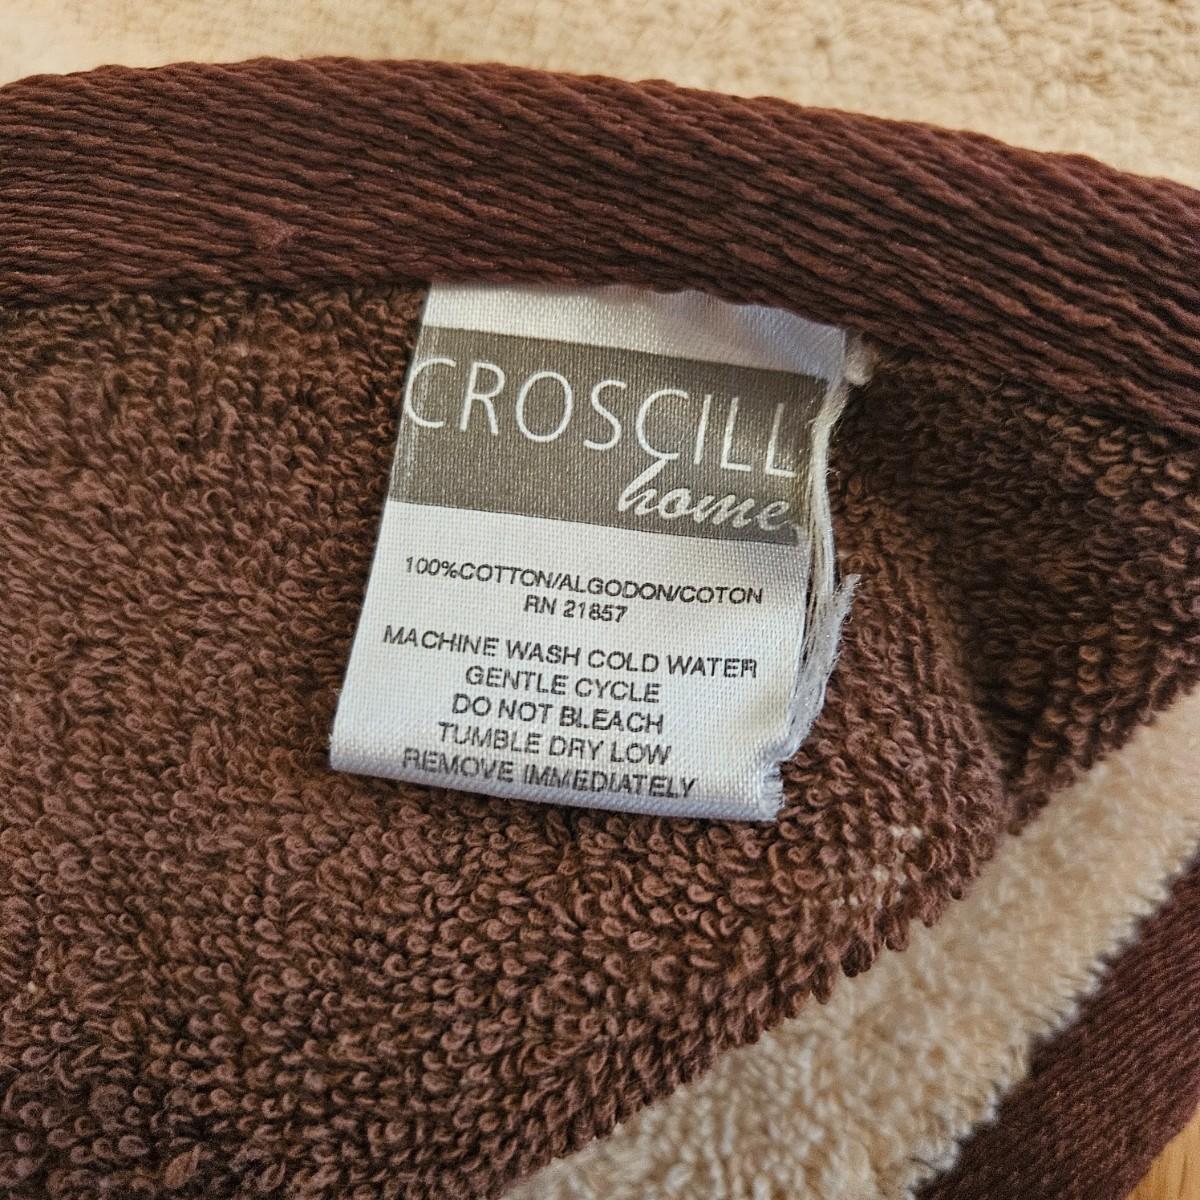 CROSCILL
home
100%COTTON/ALGODON/COTON
RN 21857
MACHINE WASH COLD WATER
GENTLE CYCLE
DO NOT BLEACH
TUMBLE DRY LOW
REMOVE IMMEDIATELY